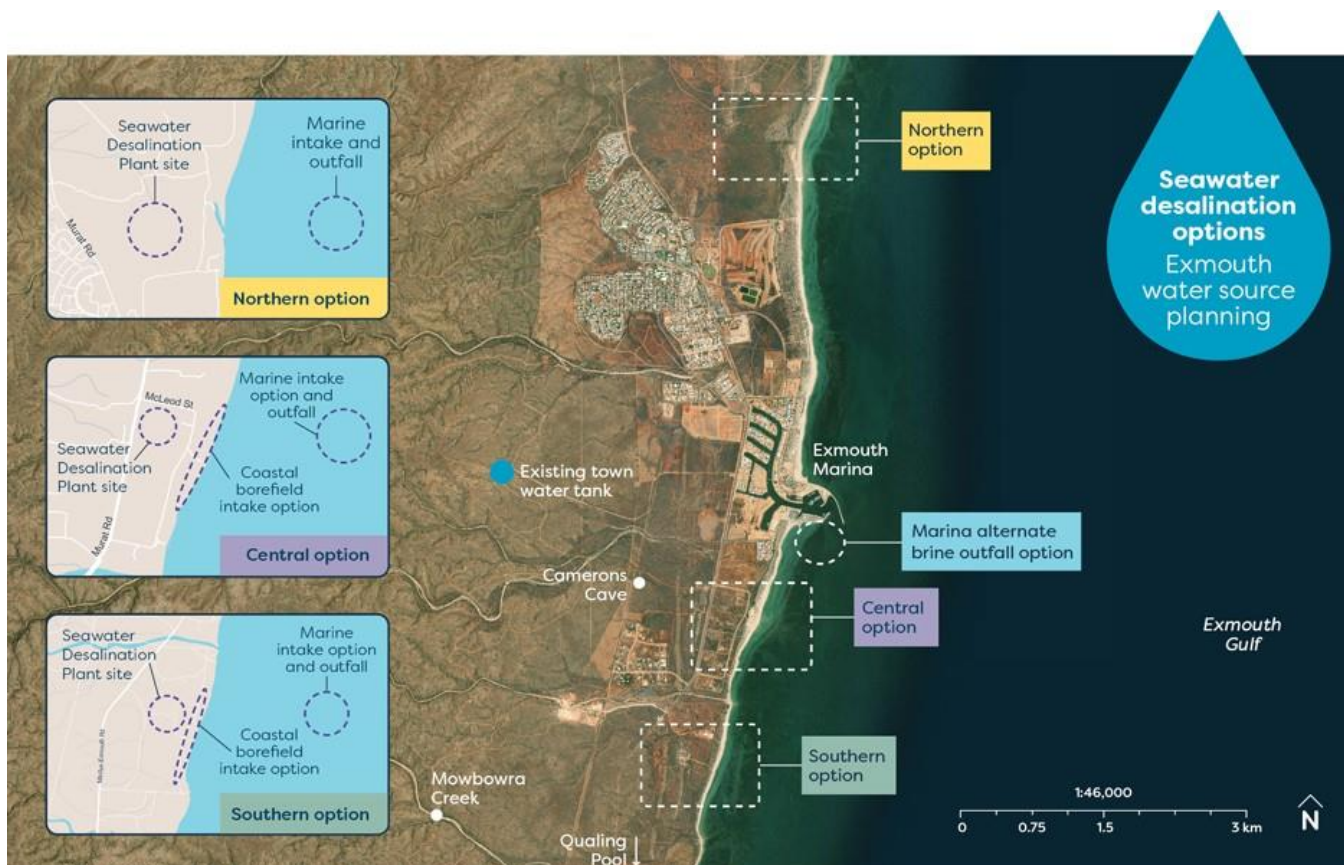 Seawater
desalination
options
Exmouth
water source
planning
Seawater
Desalination
Plant site
Marine
intake and
outfall
Murat Rd
Northern option
Marine intake
option and
outfall
McLeod St
Seawater
Desalination
Plant site
Coastal
borefield
intake option
Murat Rd
Central option
Seawater
Desalination
Plant site
Marine
intake option
and outfall
Coastal
borefield
intake option
Minilya-Exmouth Rd
Southern option
Northern
option
Exmouth
Marina
Existing town
water tank
Marina alternate
brine outfall option
Camerons
Cave
Central
option
Exmouth
Gulf
Southern
option
Mowbowra
Creek
Qualing
Pool
1:46,000
0 0.75 1.5 3 km
N